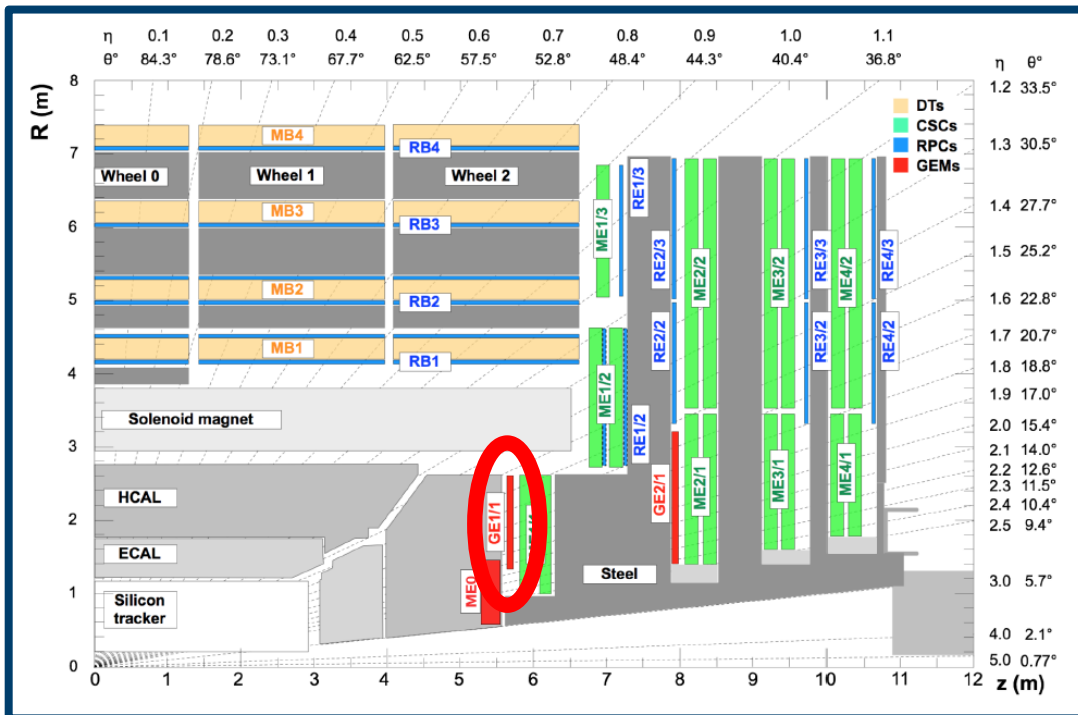 η 0.1 0.2 0.3 0.4 0.5 0.6 0.7 0.8 0.9 1.0 1.1
θ° 84.3° 78.6° 73.1° 67.7° 62.5° 57.5° 52.8° 48.4° 44.3° 40.4° 36.8° η θ°
R (m)
8
7
6
5
4
3
2
1
0
1.2 33.5°
1.3 30.5°
1.4 27.7°
1.5 25.2°
1.6 22.8°
1.7 20.7°
1.8 18.8°
1.9 17.0°
2.0 15.4°
2.1 14.0°
2.2 12.6°
2.3 11.5°
2.4 10.4°
2.5 9.4°
3.0 5.7°
4.0 2.1°
5.0 0.77°
DTs
CSCs
RPCs
GEMs
MB4
RB4
Wheel 0
Wheel 1
Wheel 2
MB3
RB3
MB2
RB2
MB1
RB1
Solenoid magnet
HCAL
ECAL
Silicon
tracker
Steel
ME1/3
RE1/3
RE2/3
ME2/2
ME3/2
RE3/3
ME4/2
RE4/3
ME1/2
RE1/2
RE2/2
RE3/2
RE4/2
GE1/1
ME0
GE2/1
ME2/1
ME3/1
ME4/1
0 1 2 3 4 5 6 7 8 9 10 11 12
z (m)